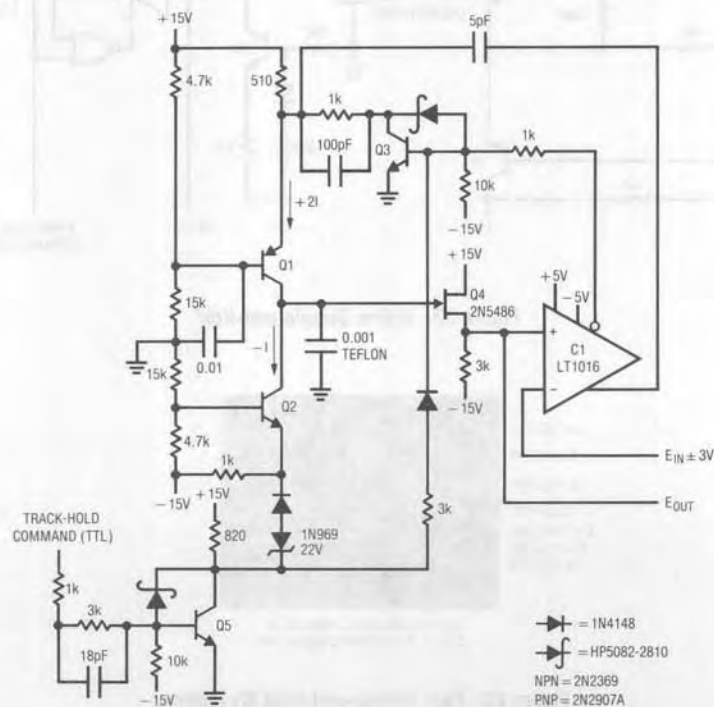 +15V
5pF
4.7k
510
1k
Q3
1k
100pF
10k
+2I
-15V
+15V
Q1
Q4
2N5486
+5V
-5V
15k
0.001
TEFLON
+
C1
LT1016
-
0.01
-I
3k
15k
-15V
Q2
4.7k
EIN ± 3V
1k
EOUT
-15V
+15V
3k
TRACK-HOLD
COMMAND (TTL)
820
1N969
22V
1k
3k
Q5
= 1N4148
18pF
10k
= HP5082-2810
-15V
NPN = 2N2369
PNP = 2N2907A